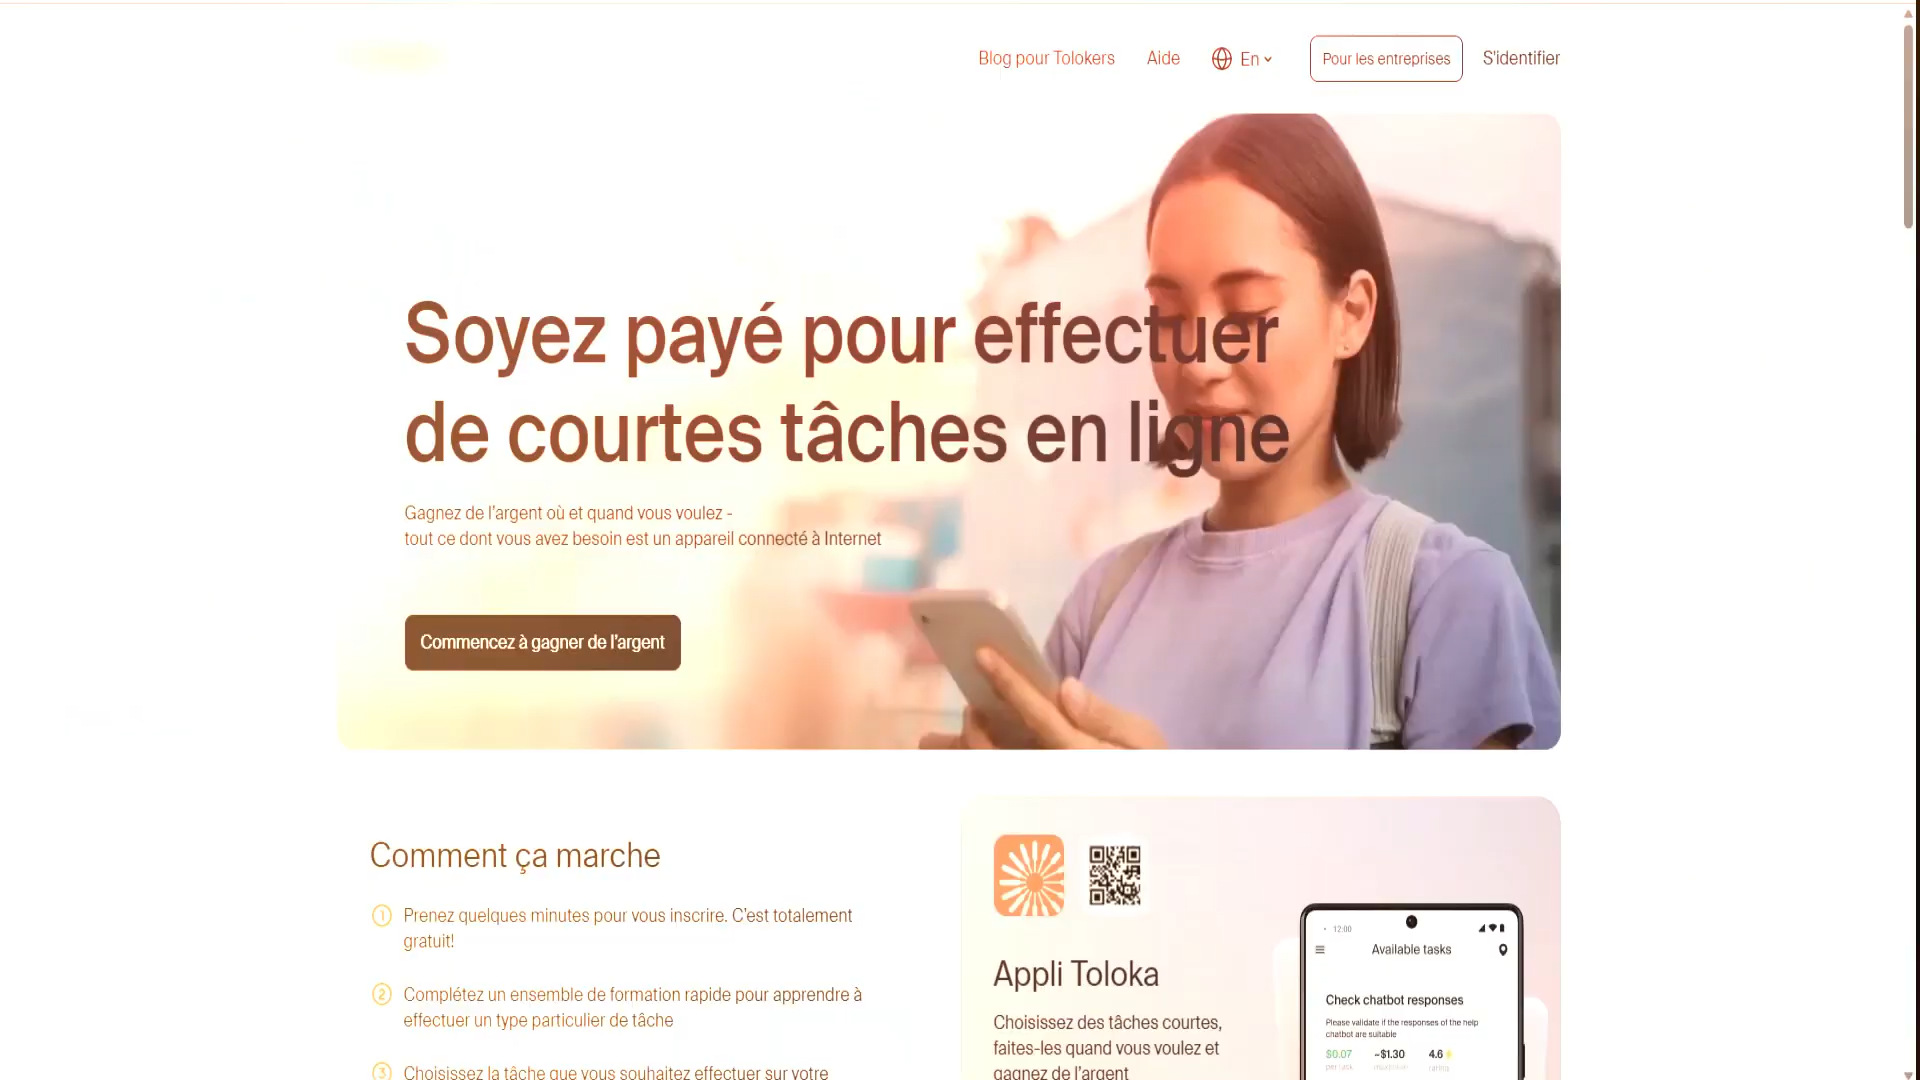 Blog pour Tolokers
Aide
En
Pour les entreprises
S'identifier
Soyez payé pour effectuer
de courtes tâches en ligne
Gagnez de l'argent où et quand vous voulez -
tout ce dont vous avez besoin est un appareil connecté à Internet
Commencez à gagner de l'argent
Comment ça marche
1 Prenez quelques minutes pour vous inscrire. C'est totalement
gratuit!
2 Complétez un ensemble de formation rapide pour apprendre à
effectuer un type particulier de tâche
3 Choisissez la tâche que vous souhaitez effectuer sur votre
Appli Toloka
Choisissez des tâches courtes,
faites-les quand vous voulez et
gagnez de l'argent
12:00
Available tasks
Check chatbot responses
Please validate if the responses of the help
chatbot are suitable
$0.07 ~$1.30 4.6
per task rating